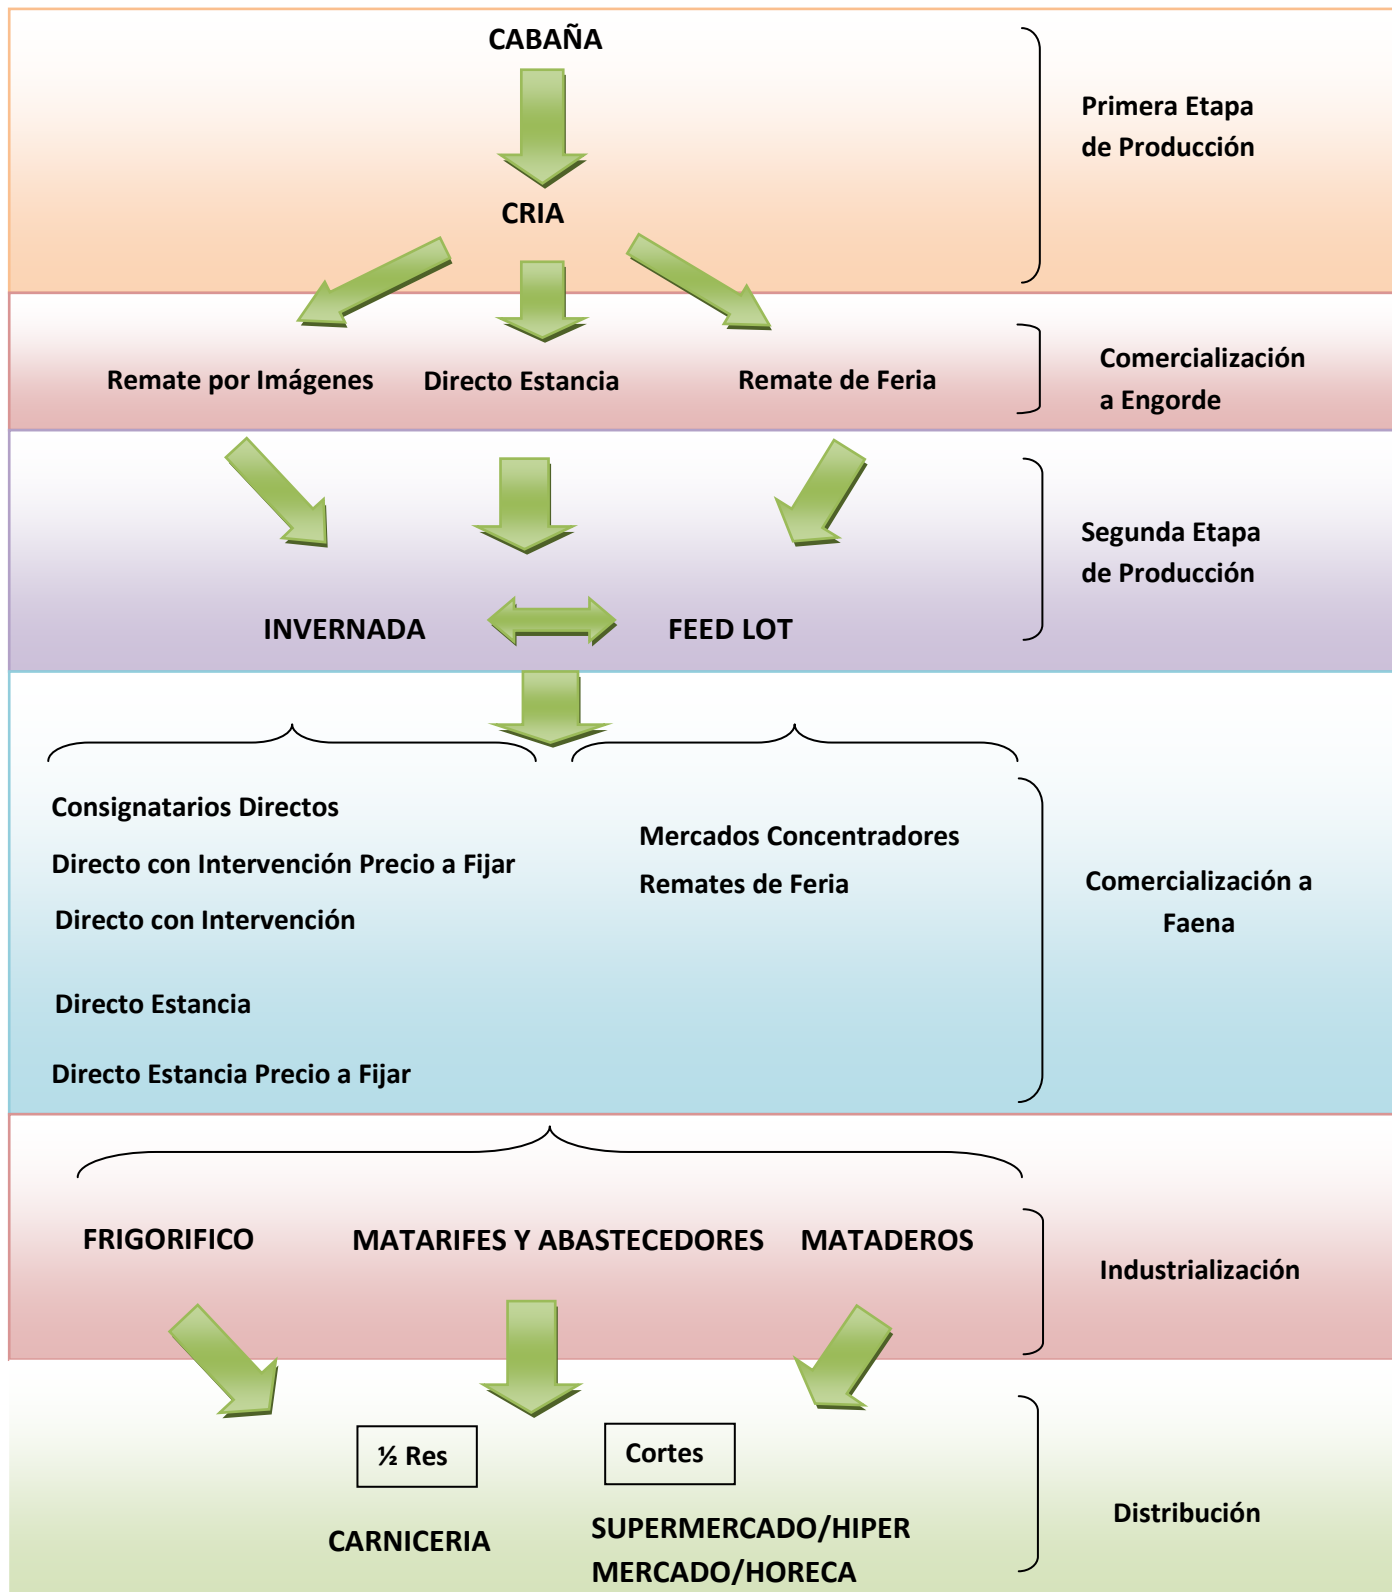 CABAÑA
Primera Etapa
de Producción
CRIA
Remate por Imágenes
Directo Estancia
Remate de Feria
Comercialización
a Engorde
Segunda Etapa
de Producción
INVERNADA
FEED LOT
Consignatarios Directos
Directo con Intervención Precio a Fijar
Directo con Intervención
Directo Estancia
Directo Estancia Precio a Fijar
Mercados Concentradores
Remates de Feria
Comercialización a
Faena
FRIGORIFICO
MATARIFES Y ABASTECEDORES
MATADEROS
Industrialización
½ Res
Cortes
CARNICERIA
SUPERMERCADO/HIPER
MERCADO/HORECA
Distribución